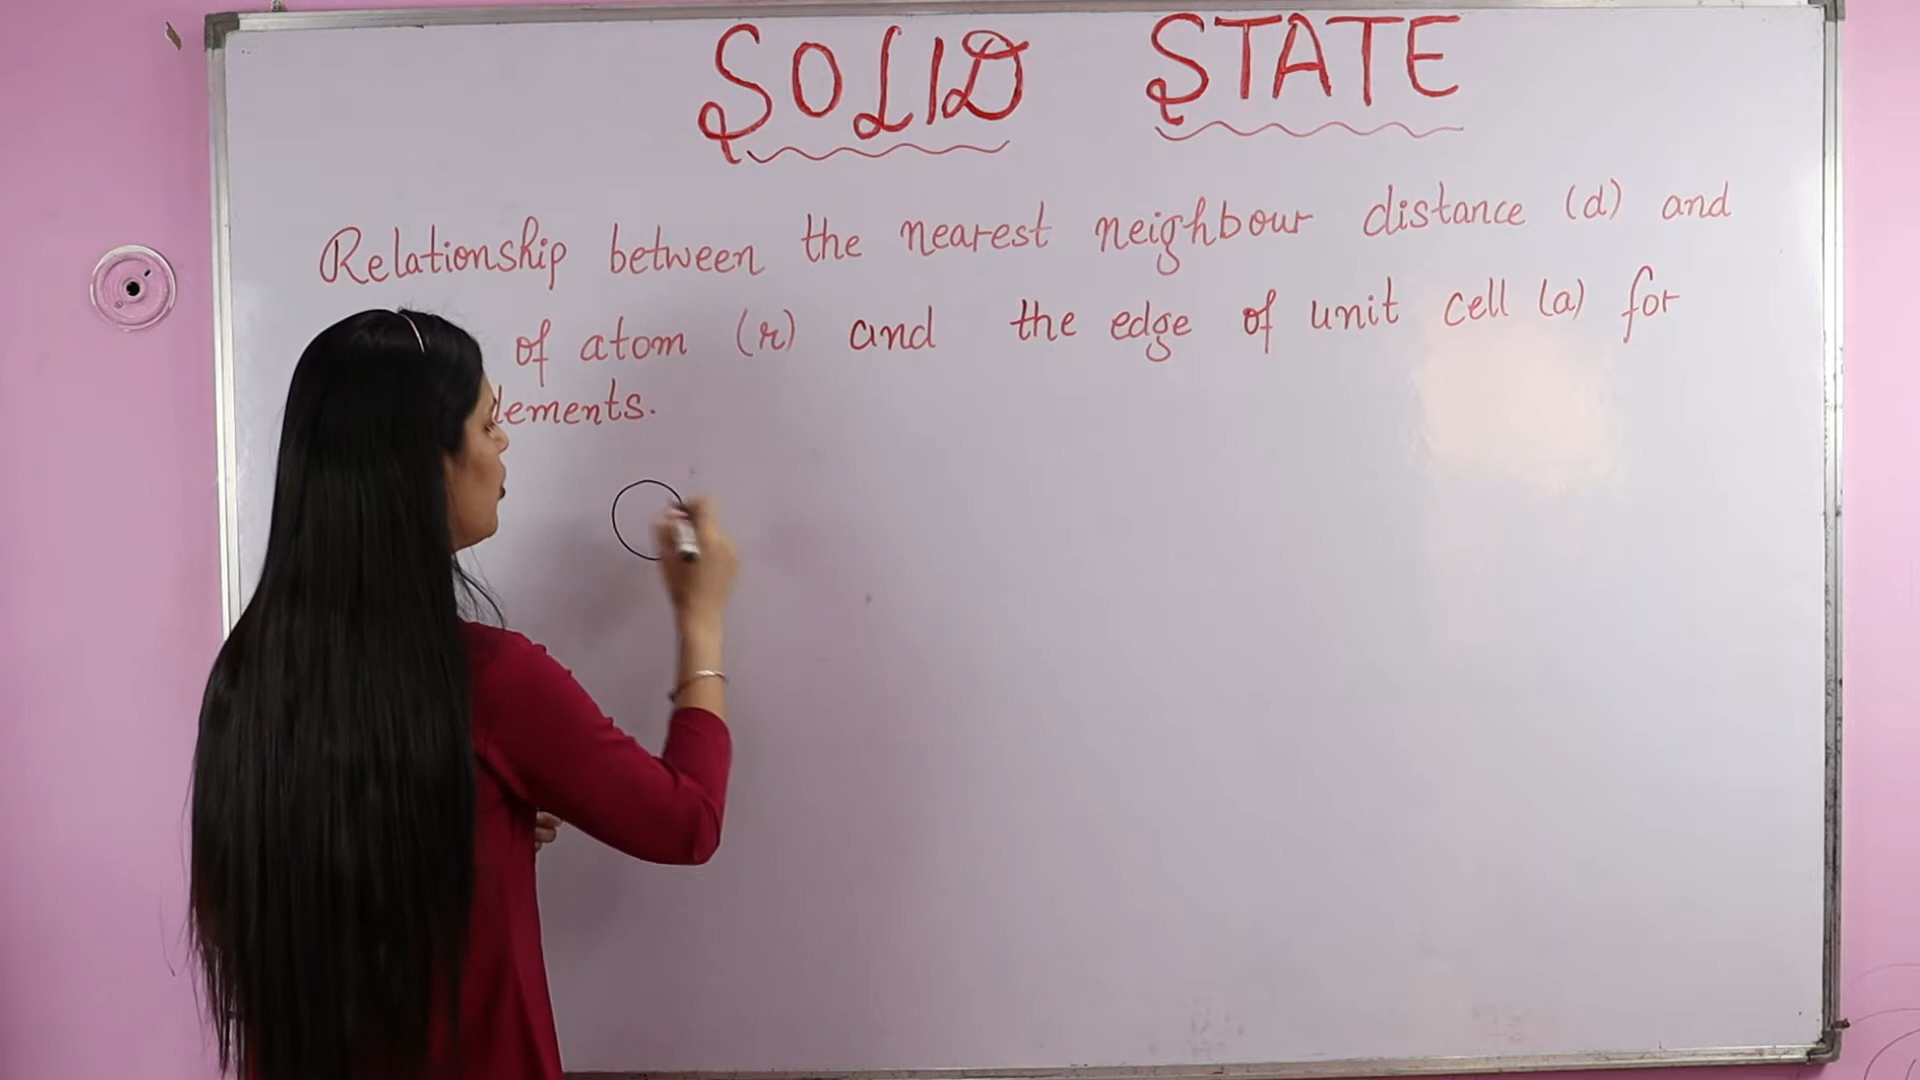 SOLID STATE
Relationship between the nearest neighbour distance (d) and
of atom (r) and the edge of unit cell (a) for
lements.